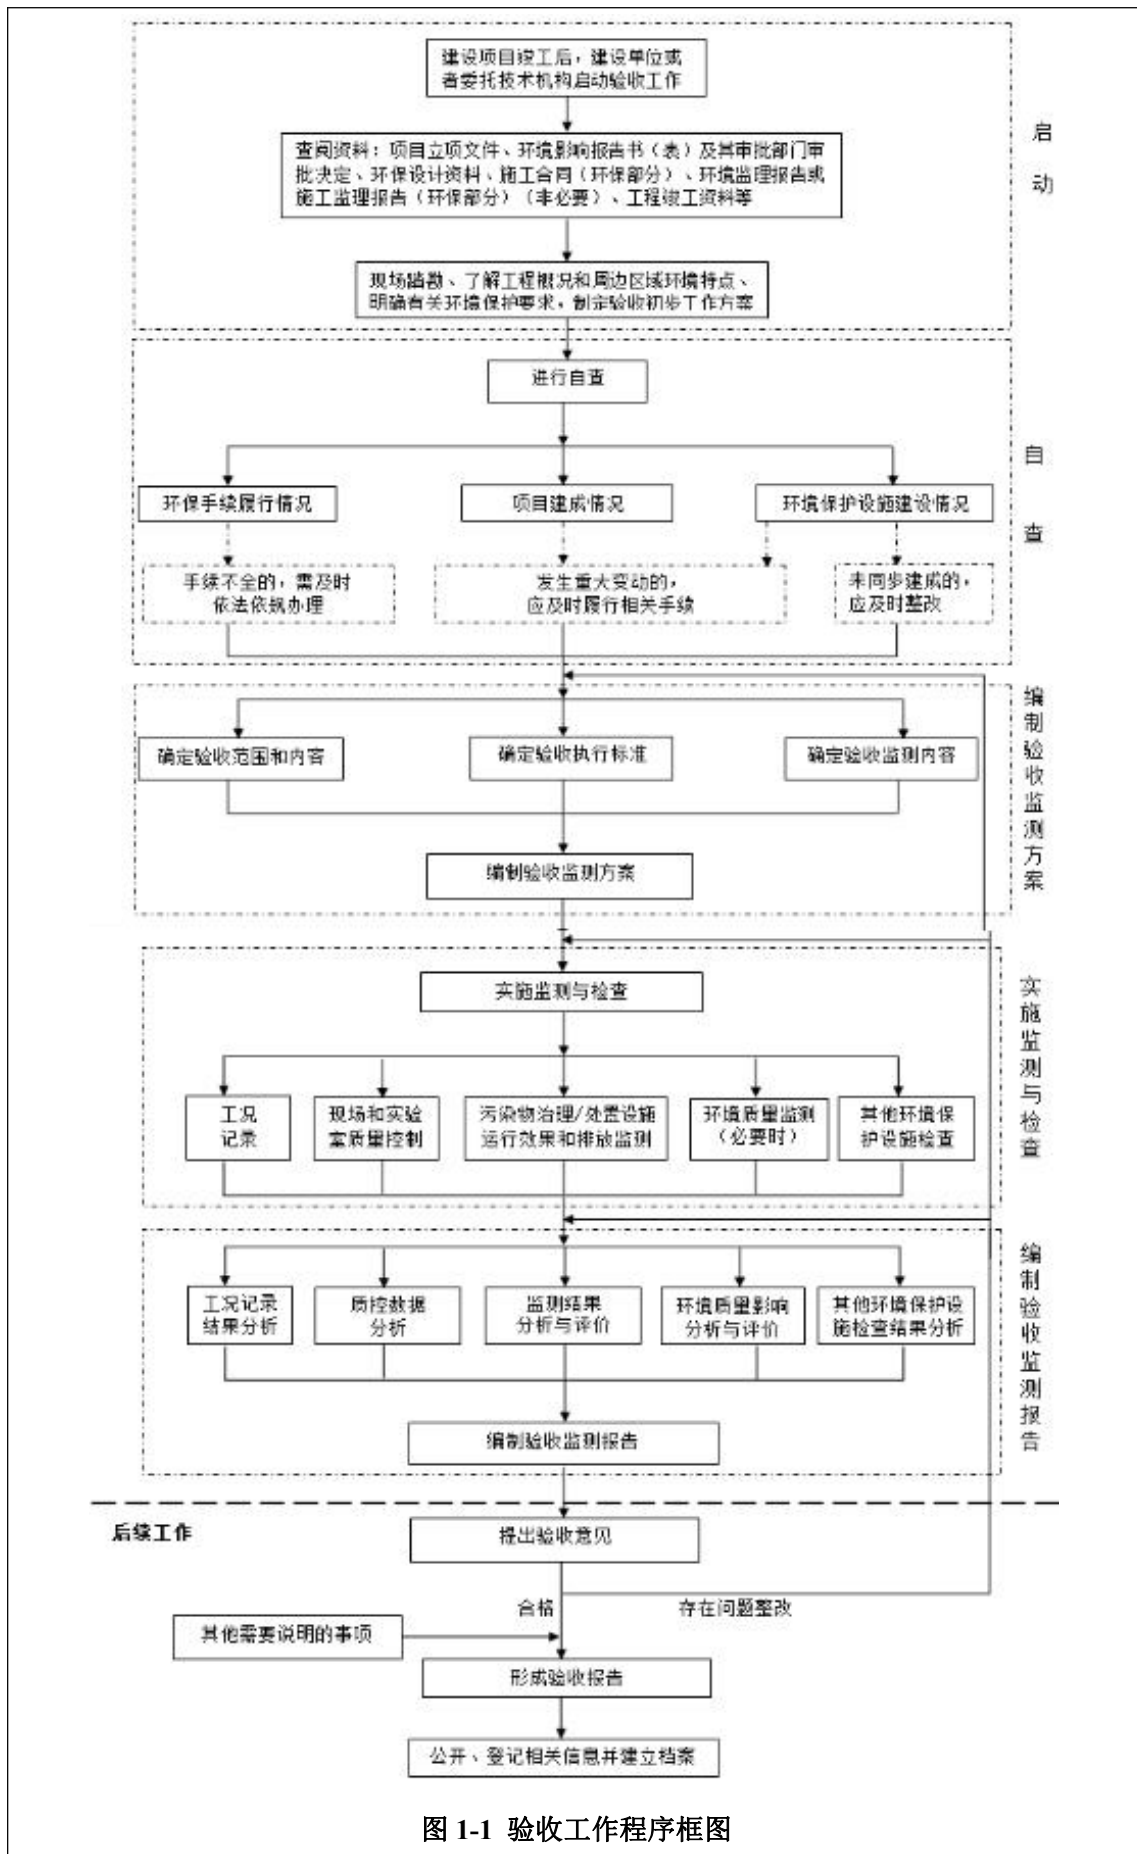 建设项目竣工后，建设单位或
者委托技术机构启动验收工作
启
动
查阅资料：项目立项文件、环境影响报告书（表）及其审批部门审
批决定、环保设计资料、施工合同（环保部分）、环境监理报告或
施工监理报告（环保部分）（非必要）、工程竣工资料等
现场踏勘、了解工程概况和周边区域环境特点、
明确有关环境保护要求，制定验收初步工作方案
进行自查
自
查
环保手续履行情况
项目建成情况
环境保护设施建设情况
手续不全的，需及时
依法依规办理
发生重大变动的，
应及时履行相关手续
未同步建成的，
应及时整改
编
制
验
收
监
测
方
案
确定验收范围和内容
确定验收执行标准
确定验收监测内容
编制验收监测方案
实施监测与检查
实
施
监
测
与
检
查
工况
记录
现场和实验
室质量控制
污染物治理/处置设施
运行效果和排放监测
环境质量监测
（必要时）
其他环境保
护设施检查
编
制
验
收
监
测
报
告
工况记录
结果分析
质控数据
分析
监测结果
分析与评价
环境质量影响
分析与评价
其他环境保护设
施检查结果分析
编制验收监测报告
后续工作
提出验收意见
合格
存在问题整改
其他需要说明的事项
形成验收报告
公开、登记相关信息并建立档案
图 1-1 验收工作程序框图